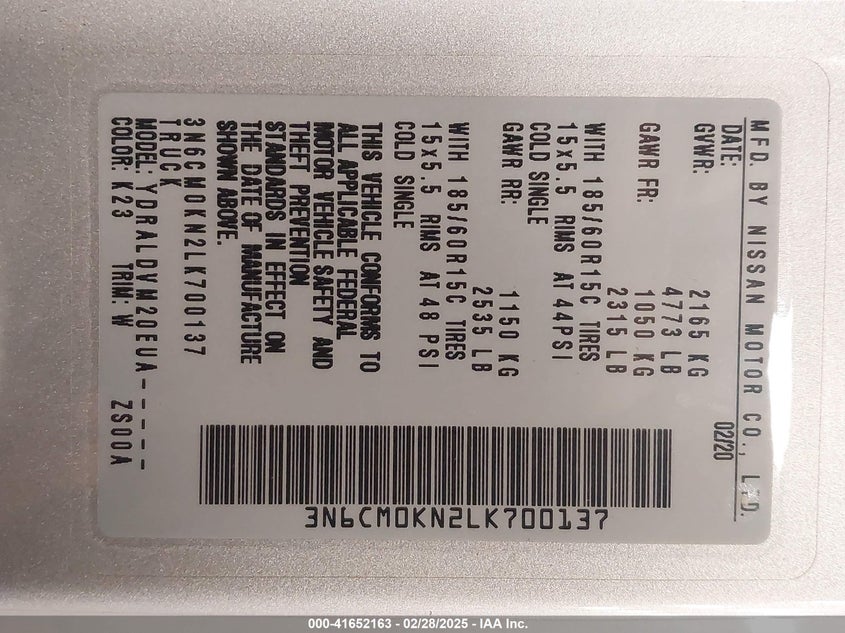 MFD. BY NISSAN MOTOR CO., LTD.
DATE: 02/20
GVWR: 2165 KG
4773 LB
GAWR FR: 1050 KG
2315 LB
WITH 185/60R15C TIRES
15x5.5 RIMS AT 44PSI
COLD SINGLE
GAWR RR: 1150 KG
2535 LB
WITH 185/60R15C TIRES
15x5.5 RIMS AT 48 PSI
COLD SINGLE
THIS VEHICLE CONFORMS TO
ALL APPLICABLE FEDERAL
MOTOR VEHICLE SAFETY AND
THEFT PREVENTION
STANDARDS IN EFFECT ON
THE DATE OF MANUFACTURE
SHOWN ABOVE.
3N6CM0KN2LK700137
TRUCK
MODEL: YDRALDVM20EUA-----
COLOR: K23 TRIM: W ZS00A
3N6CM0KN2LK700137
000-41652163 - 02/28/2025 - IAA Inc.